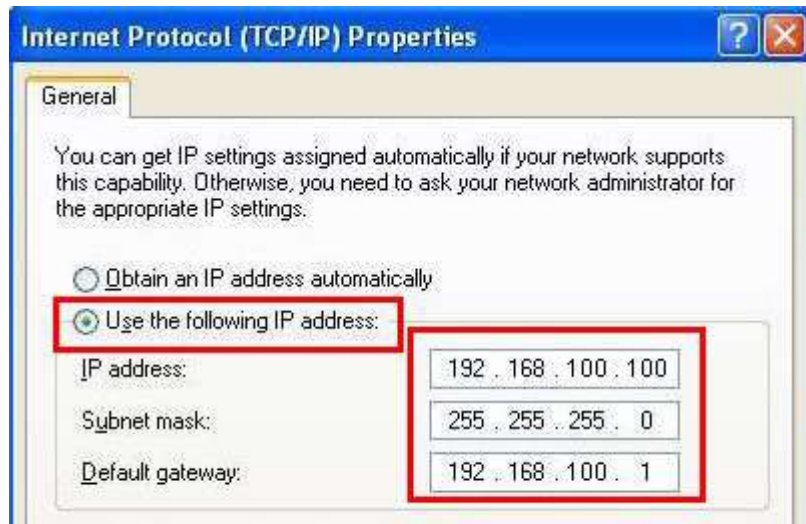 Internet Protocol (TCP/IP) Properties
General
You can get IP settings assigned automatically if your network supports
this capability. Otherwise, you need to ask your network administrator for
the appropriate IP settings.
Obtain an IP address automatically
Use the following IP address:
IP address: 192 . 168 . 100 . 100
Subnet mask: 255 . 255 . 255 . 0
Default gateway: 192 . 168 . 100 . 1